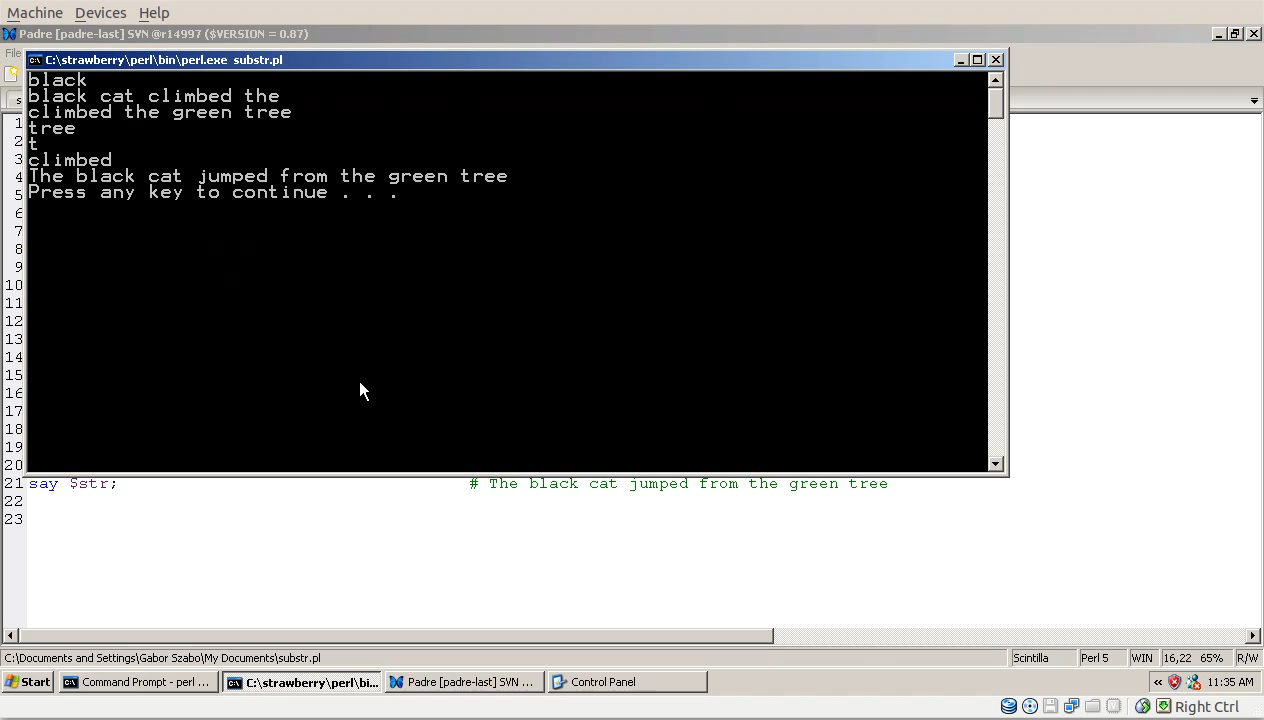 Machine Devices Help
Padre [padre-last] SVN @r14997 ($VERSION = 0.87)
File
C:\strawberry\perl\bin\perl.exe substr.pl
black
black cat climbed the
climbed the green tree
tree
t
climbed
The black cat jumped from the green tree
Press any key to continue . . .
s
1
2
3
4
5
6
7
8
9
10
11
12
13
14
15
16
17
18
19
20
21 say $str; # The black cat jumped from the green tree
22
23
C:\Documents and Settings\Gabor Szabo\My Documents\substr.pl Scintilla Perl 5 WIN 16,22 65% R/W
Start Command Prompt - perl ... C:\strawberry\perl\bi... Padre [padre-last] SVN ... Control Panel « 11:35 AM
Right Ctrl